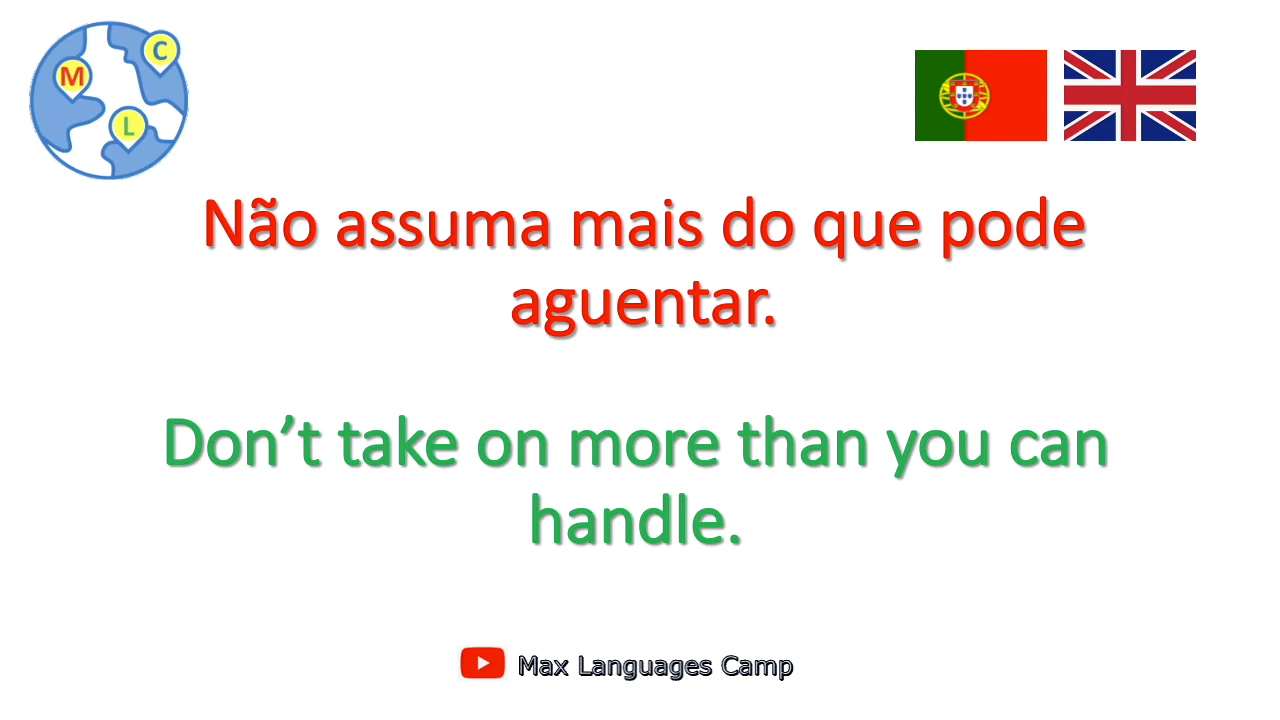 M
C
L
Não assuma mais do que pode
aguentar.
Don’t take on more than you can
handle.
Max Languages Camp